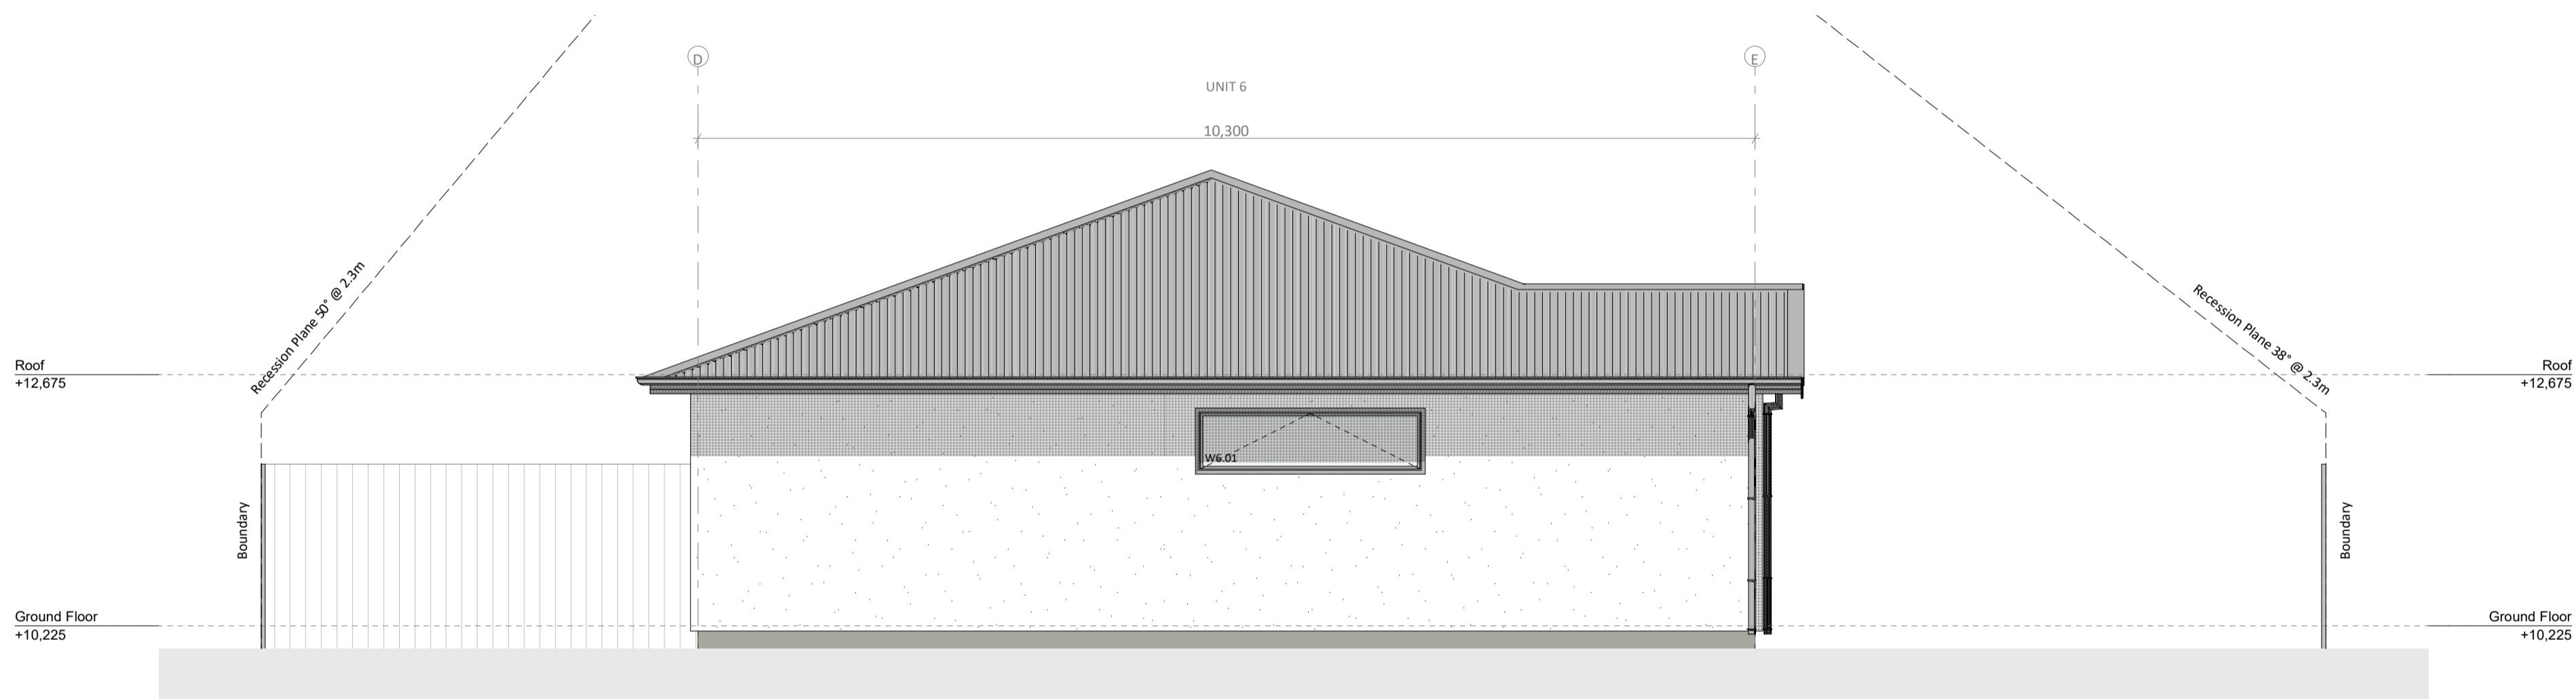 D
E
UNIT 6
10,300
Recession Plane 50° @ 2.3m
Recession Plane 38° @ 2.3m
Roof
+12,675
Roof
+12,675
W6.01
Boundary
Boundary
Ground Floor
+10,225
Ground Floor
+10,225